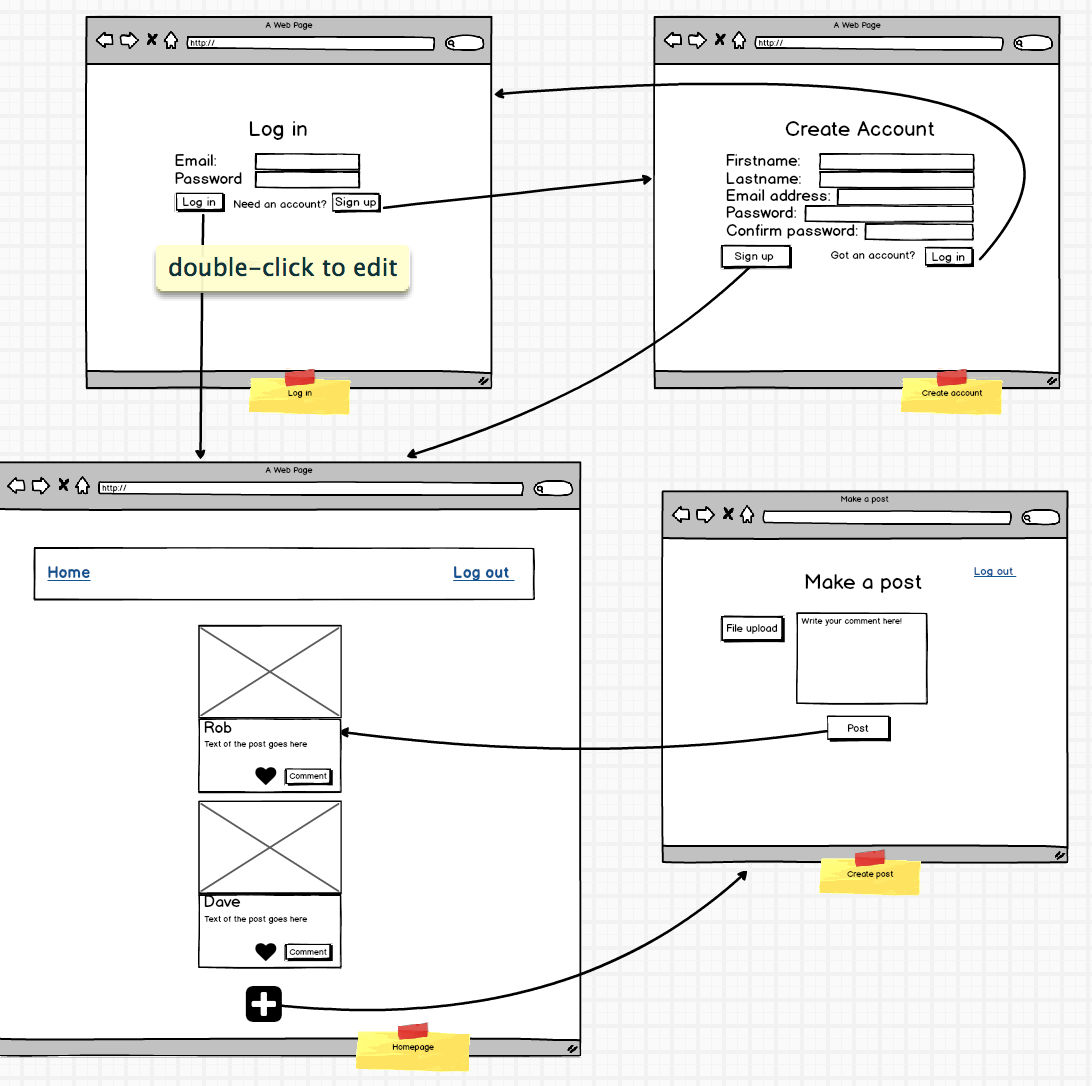 A Web Page
http://
Log in
Email:
Password
Log in Need an account? Sign up
double-click to edit
Log in
A Web Page
http://
Create Account
Firstname:
Lastname:
Email address:
Password:
Confirm password:
Sign up Got an account? Log in
Create account
A Web Page
http://
Home Log out
Rob
Text of the post goes here
Comment
Dave
Text of the post goes here
Comment
Homepage
Make a post
Log out
Make a post
File upload Write your comment here!
Post
Create post